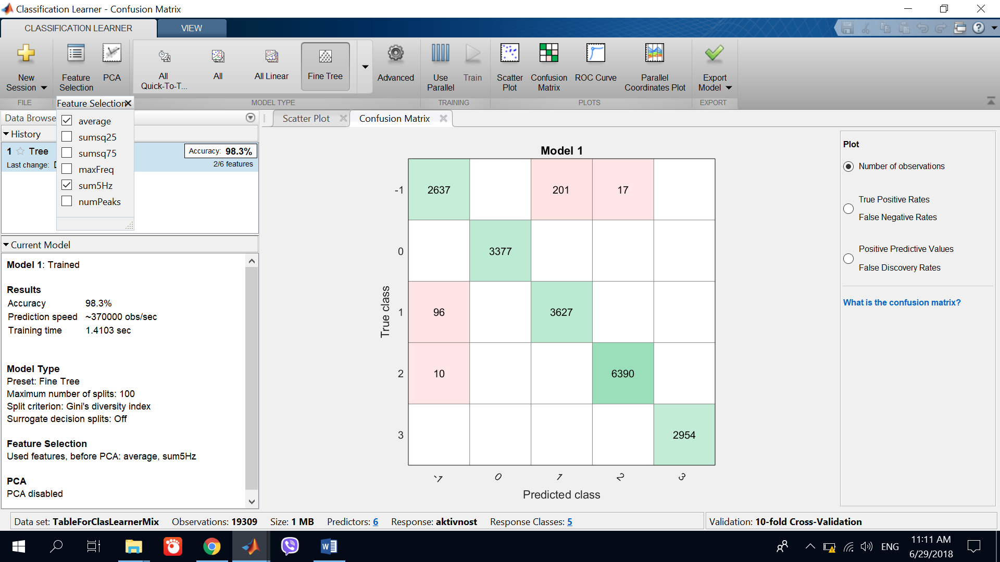 Classification Learner - Confusion Matrix
CLASSIFICATION LEARNER
VIEW
New Session
Feature Selection
PCA
All Quick-To-T...
All
All Linear
Fine Tree
Advanced
Use Parallel
Train
Scatter Plot
Confusion Matrix
ROC Curve
Parallel Coordinates Plot
Export Model
FILE
MODEL TYPE
TRAINING
PLOTS
EXPORT
Feature Selection
average
sumsq25
sumsq75
maxFreq
sum5Hz
numPeaks
Data Browse
History
1 Tree
Accuracy: 98.3%
Last change:
2/6 features
Current Model
Model 1: Trained
Results
Accuracy 98.3%
Prediction speed ~370000 obs/sec
Training time 1.4103 sec
Model Type
Preset: Fine Tree
Maximum number of splits: 100
Split criterion: Gini's diversity index
Surrogate decision splits: Off
Feature Selection
Used features, before PCA: average, sum5Hz
PCA
PCA disabled
Scatter Plot
Confusion Matrix
Model 1
True class
-1 2637 201 17
0 3377
1 96 3627
2 10 6390
3 2954
-1 0 1 2 3
Predicted class
Plot
Number of observations
True Positive Rates
False Negative Rates
Positive Predictive Values
False Discovery Rates
What is the confusion matrix?
Data set: TableForClasLearnerMix Observations: 19309 Size: 1 MB Predictors: 6 Response: aktivnost Response Classes: 5
Validation: 10-fold Cross-Validation
ENG
11:11 AM
6/29/2018